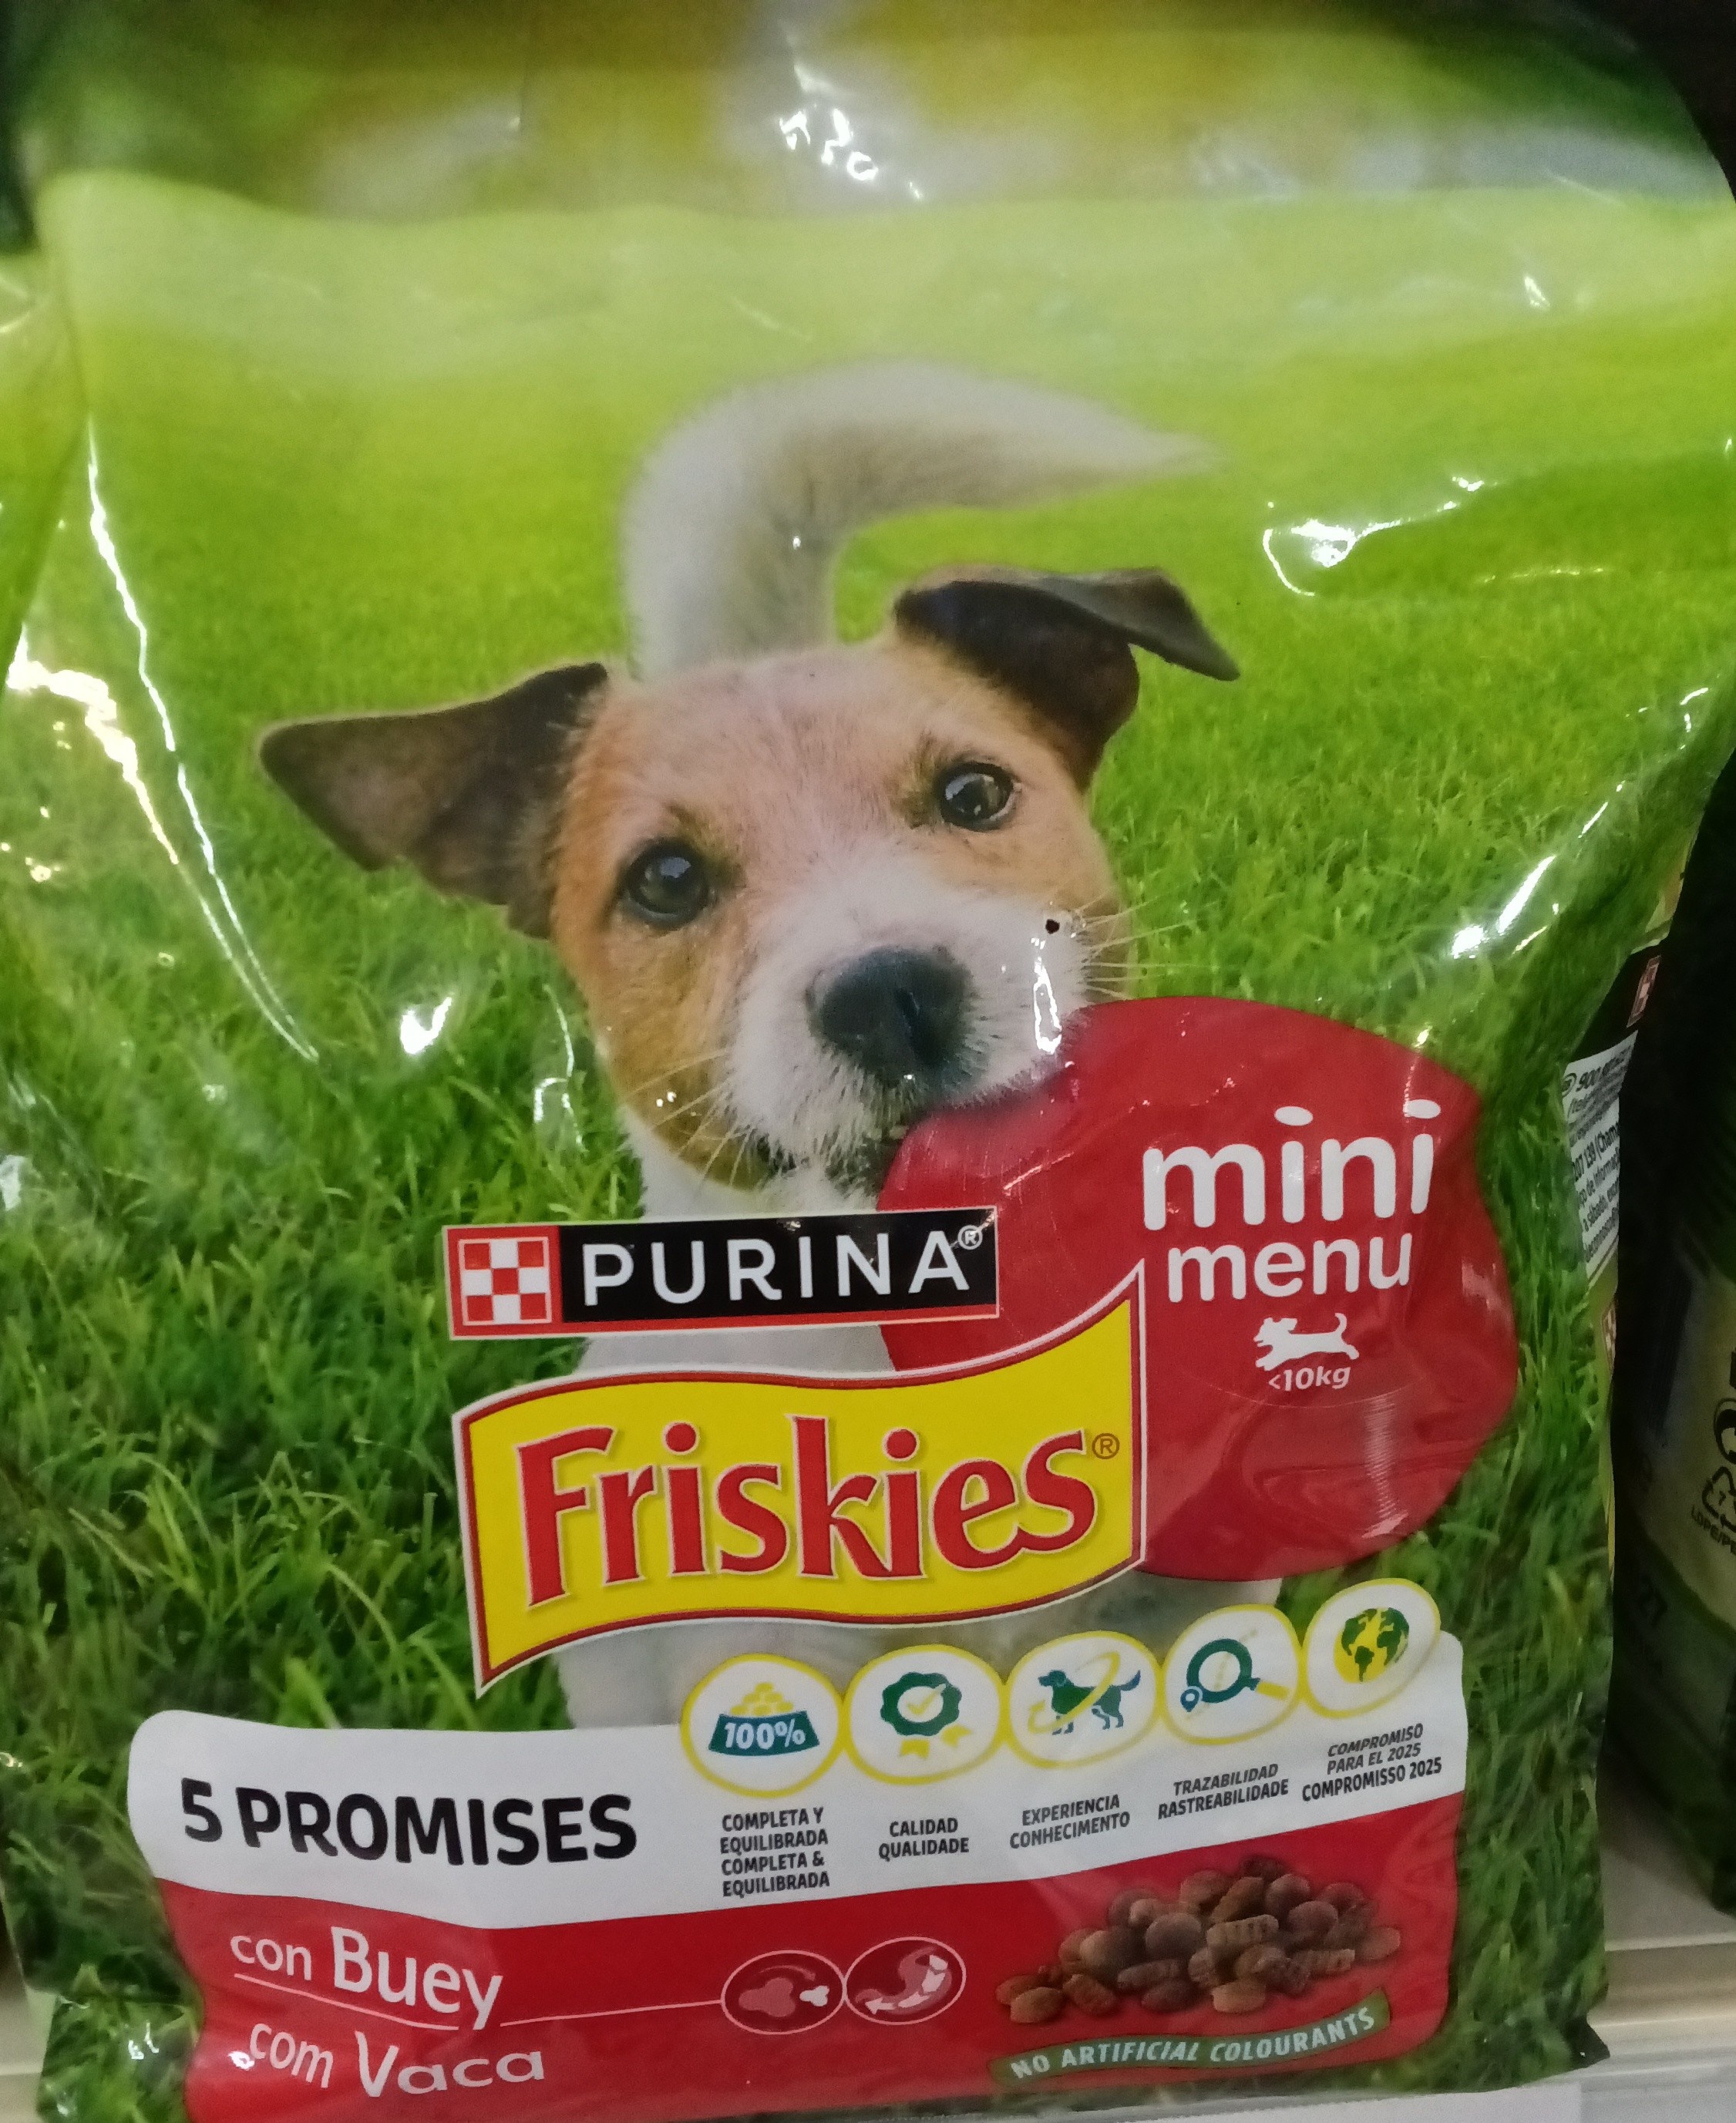 PURINA®
mini
menu
<10kg
Friskies®
100%
5 PROMISES
COMPLETA Y
EQUILIBRADA
COMPLETA &
EQUILIBRADA
CALIDAD
QUALIDADE
EXPERIENCIA
CONHECIMENTO
TRAZABILIDAD
RASTREABILIDADE
COMPROMISO
PARA EL 2025
COMPROMISSO 2025
con Buey
com Vaca
NO ARTIFICIAL COLOURANTS